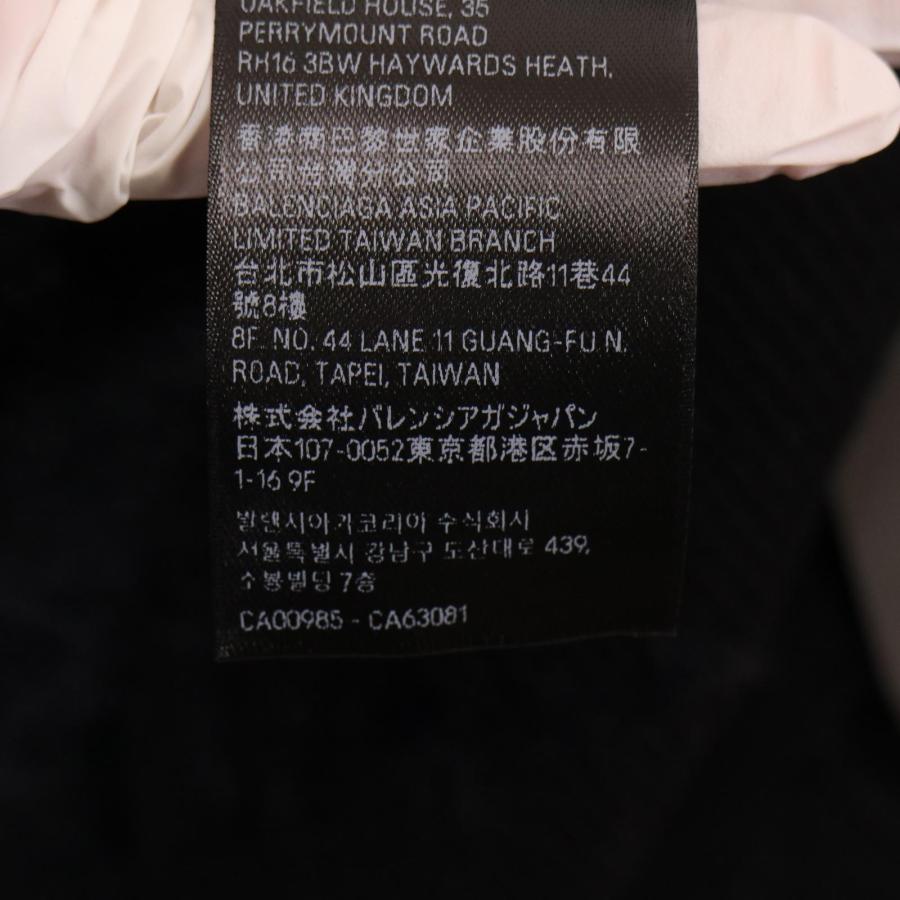 OAKFIELD HOUSE, 35
PERRYMOUNT ROAD
RH16 3BW HAYWARDS HEATH,
UNITED KINGDOM
香港商巴黎世家企業股份有限
公司台灣分公司
BALENCIAGA ASIA PACIFIC
LIMITED TAIWAN BRANCH
台北市松山區光復北路11巷44
號8樓
8F. NO. 44 LANE 11 GUANG-FU N.
ROAD, TAPEI, TAIWAN
株式会社バレンシアガジャパン
日本107-0052東京都港区赤坂7-
1-16 9F
발렌시아가코리아 주식회사
서울특별시 강남구 도산대로 439,
소봉빌딩 7층
CA00985 - CA63081